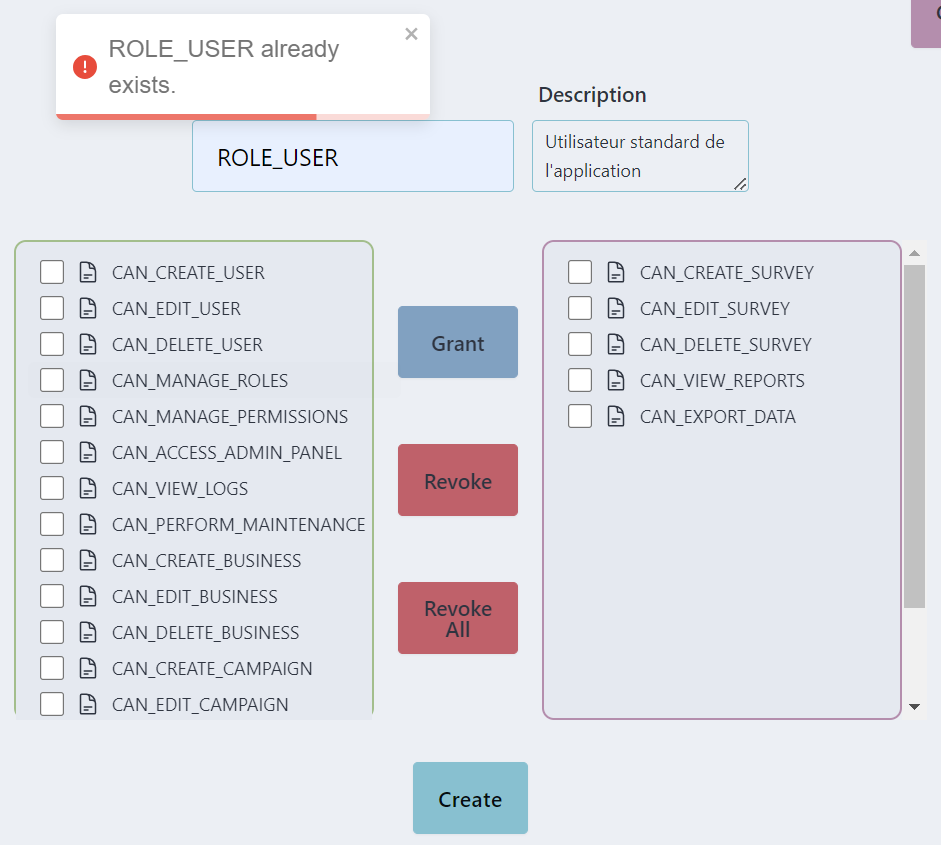 ROLE_USER already
exists.
Description
ROLE_USER
Utilisateur standard de
l'application
CAN_CREATE_USER
CAN_EDIT_USER
CAN_DELETE_USER
CAN_MANAGE_ROLES
CAN_MANAGE_PERMISSIONS
CAN_ACCESS_ADMIN_PANEL
CAN_VIEW_LOGS
CAN_PERFORM_MAINTENANCE
CAN_CREATE_BUSINESS
CAN_EDIT_BUSINESS
CAN_DELETE_BUSINESS
CAN_CREATE_CAMPAIGN
CAN_EDIT_CAMPAIGN
Grant
Revoke
Revoke
All
CAN_CREATE_SURVEY
CAN_EDIT_SURVEY
CAN_DELETE_SURVEY
CAN_VIEW_REPORTS
CAN_EXPORT_DATA
Create